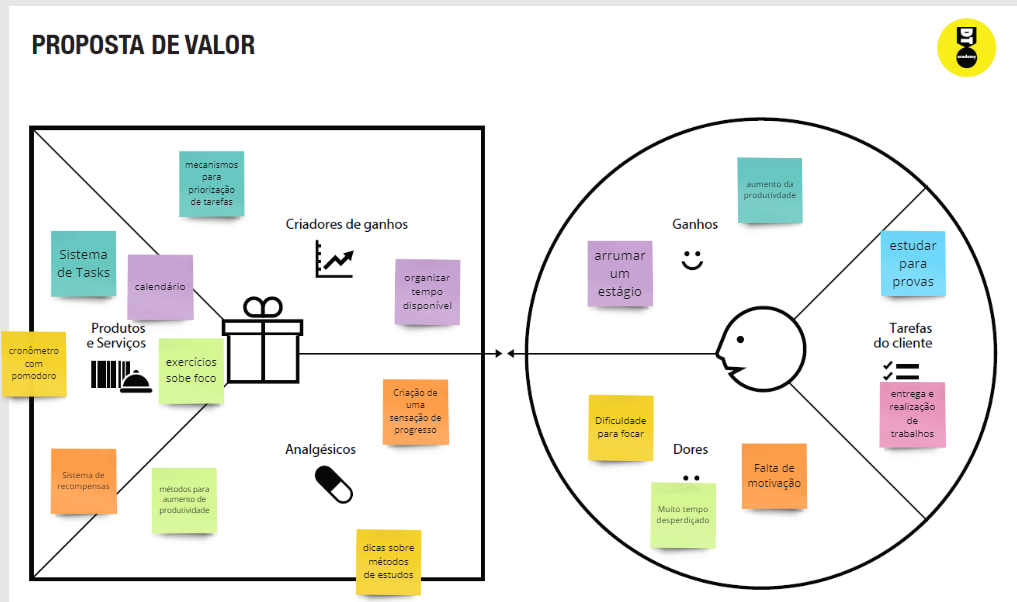 PROPOSTA DE VALOR
academy
mecanismos
para
priorização
de tarefas
Criadores de ganhos
Sistema
de Tasks
calendário
organizar
tempo
disponível
Produtos
e Serviços
cronômetro
com
pomodoro
exercícios
sobe foco
Criação de
uma
sensação de
progresso
Analgésicos
Sistema de
recompensas
métodos para
aumento de
produtividade
dicas sobre
métodos
de estudos
aumento da
produtivdade
Ganhos
arrumar
um
estágio
estudar
para
provas
Tarefas
do cliente
entrega e
realização
de
trabalhos
Dificuldade
para focar
Dores
Falta de
motivação
Muito tempo
desperdiçado